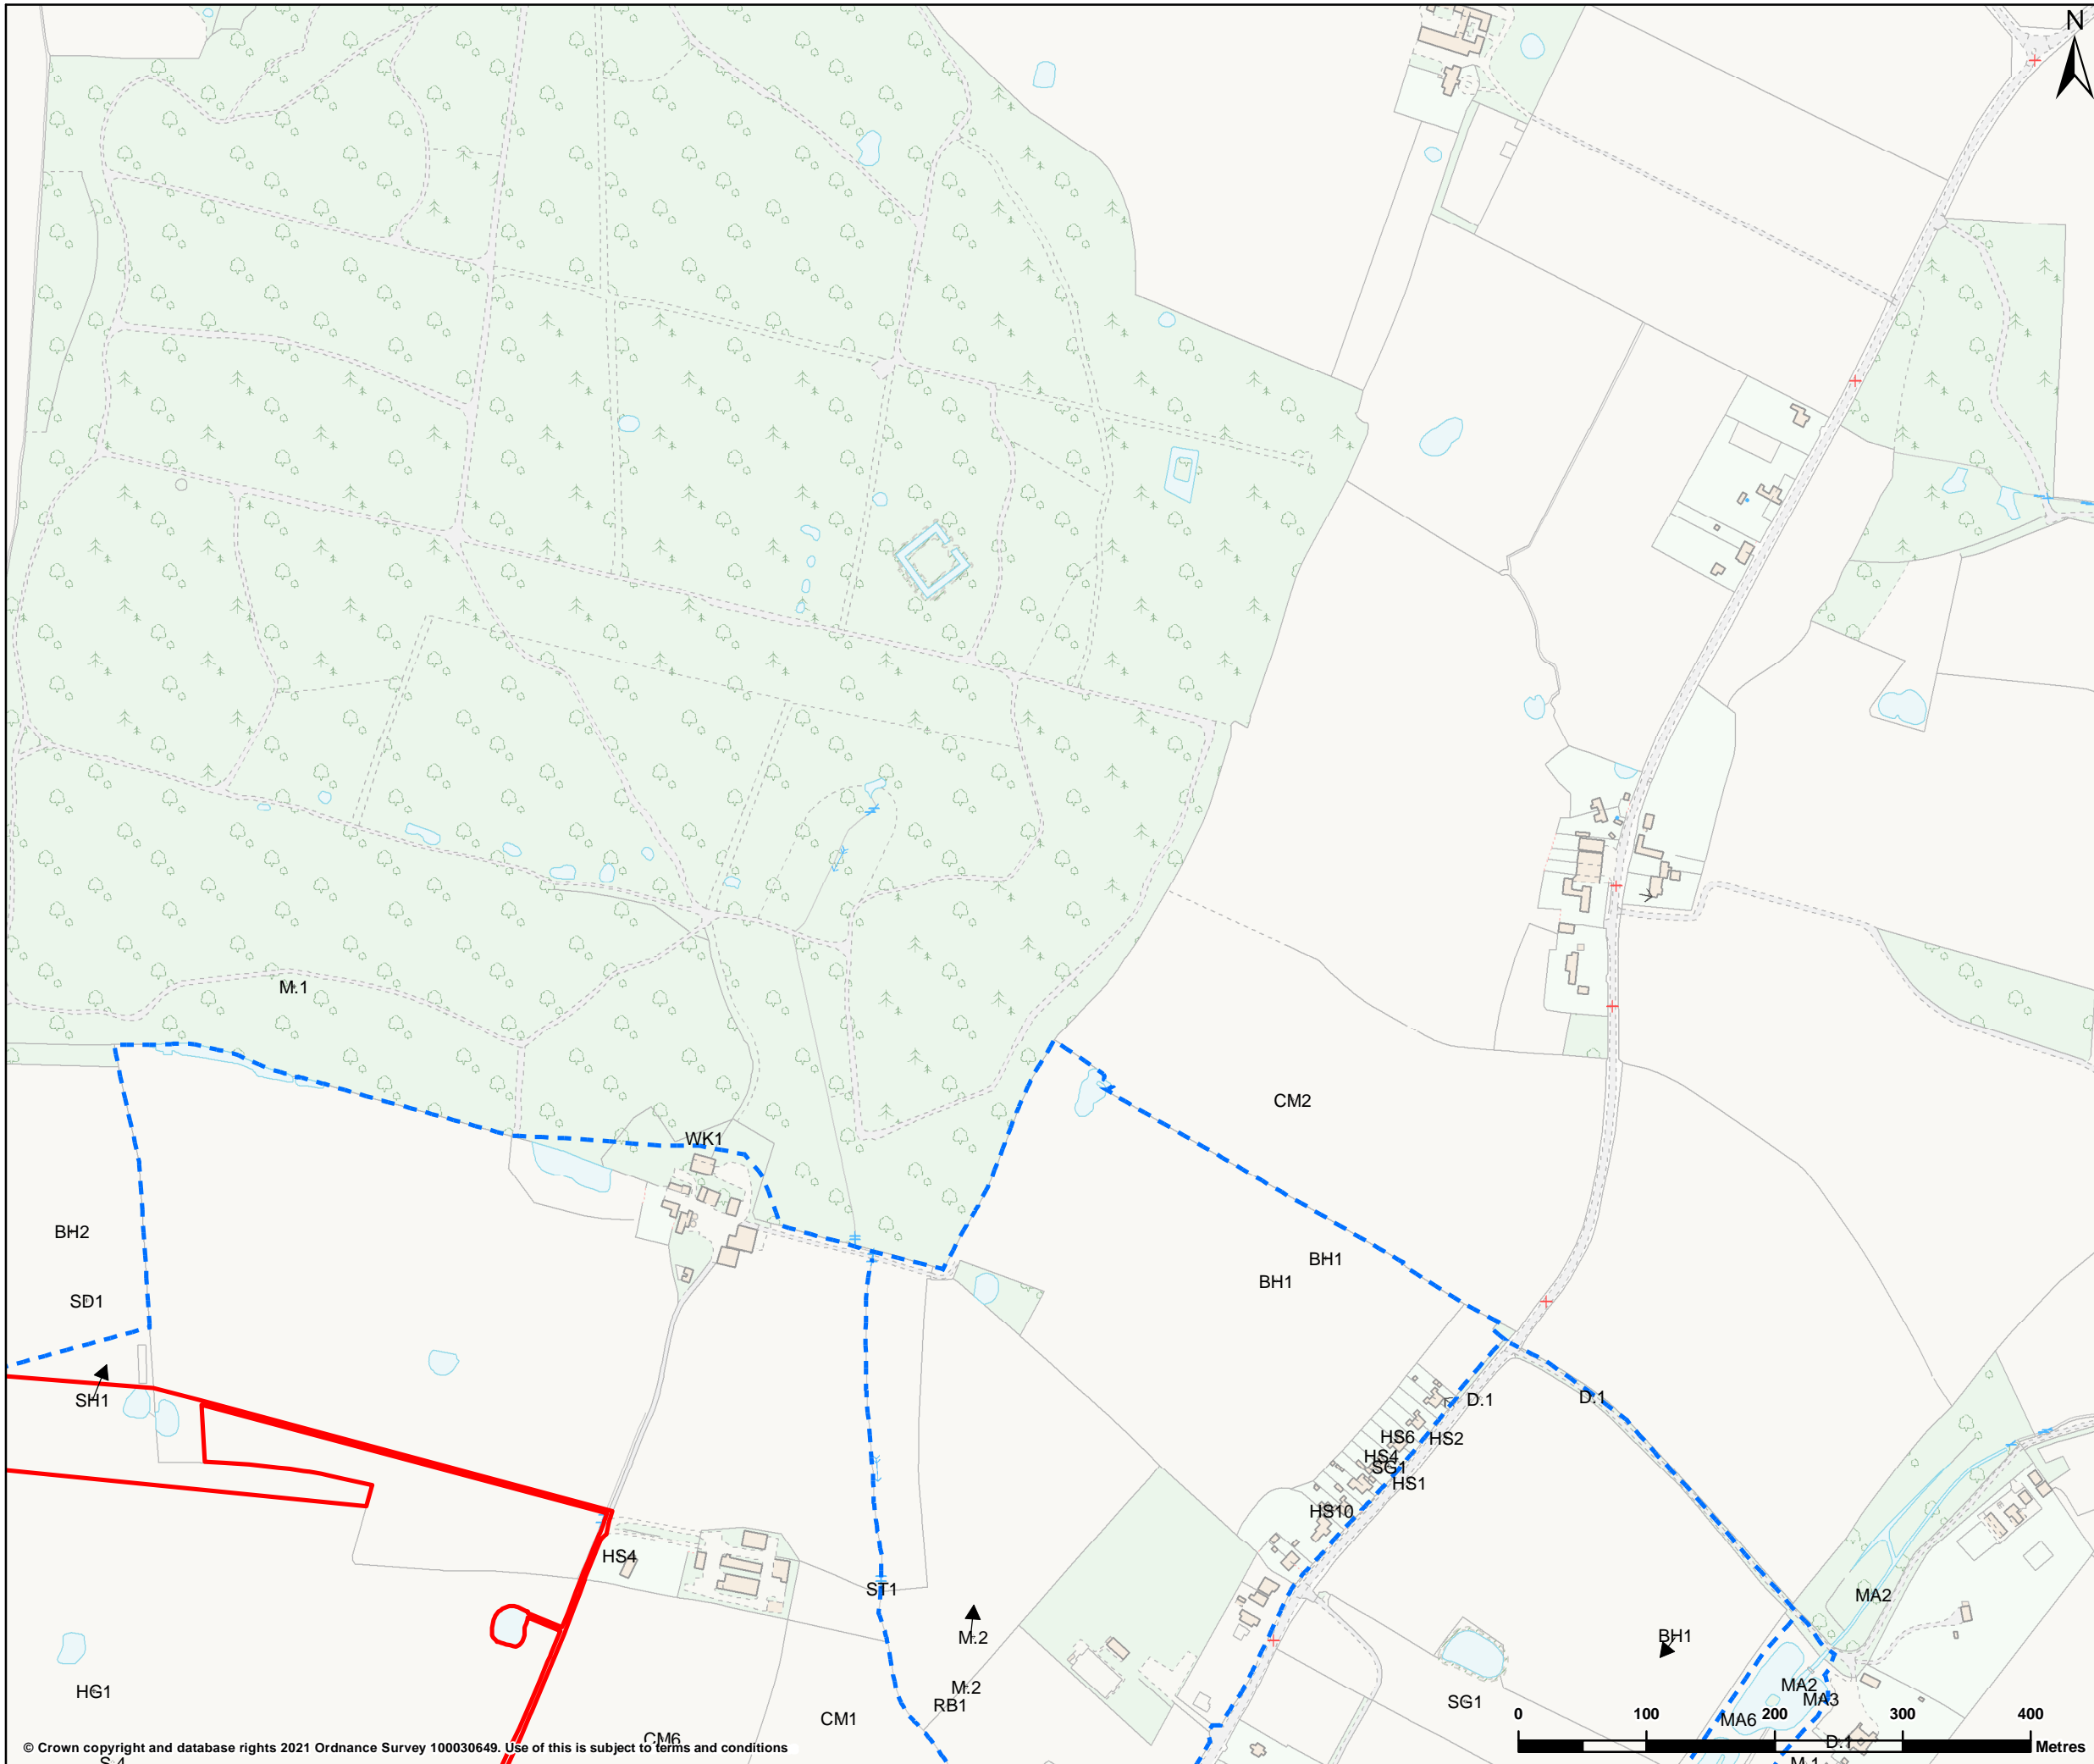 N
M.1
CM2
WK1
BH2
BH1
BH1
SD1
SH1
D.1
D.1
HS6
HS2
HS4
SG1
HS1
HS10
HS4
ST1
MA2
M.2
BH1
M.2
HG1
RB1
SG1
MA2
MA3
CM1
MA6
CM6
D.1
0 100 200 300 400
Metres
© Crown copyright and database rights 2021 Ordnance Survey 100030649. Use of this is subject to terms and conditions
M.1